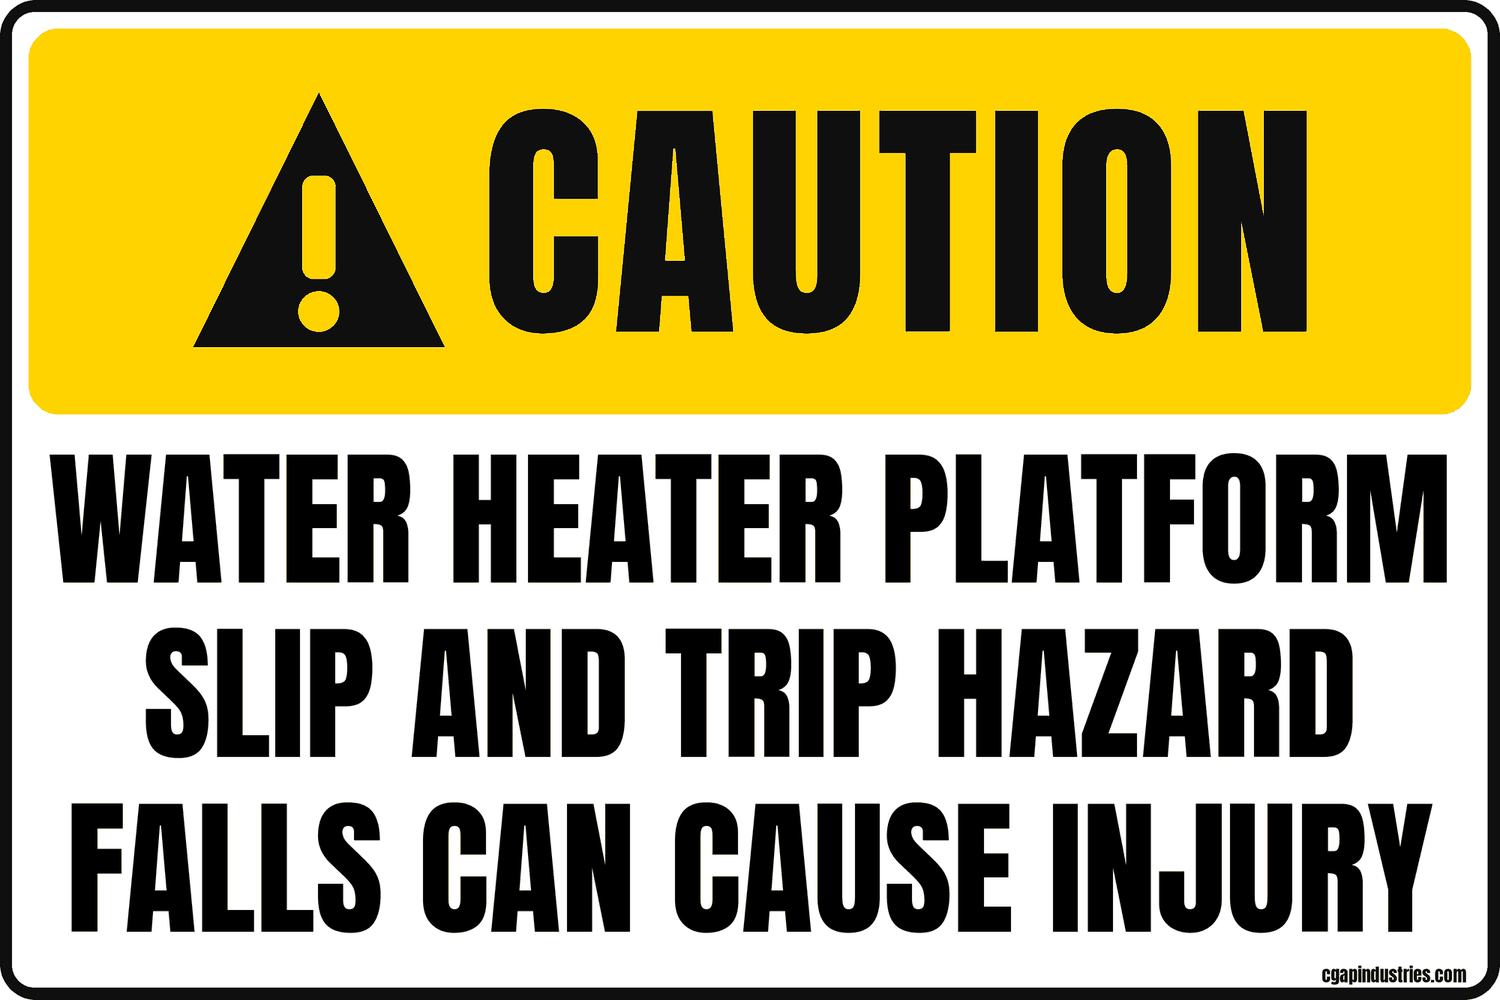 CAUTION
WATER HEATER PLATFORM
SLIP AND TRIP HAZARD
FALLS CAN CAUSE INJURY
cgapindustries.com